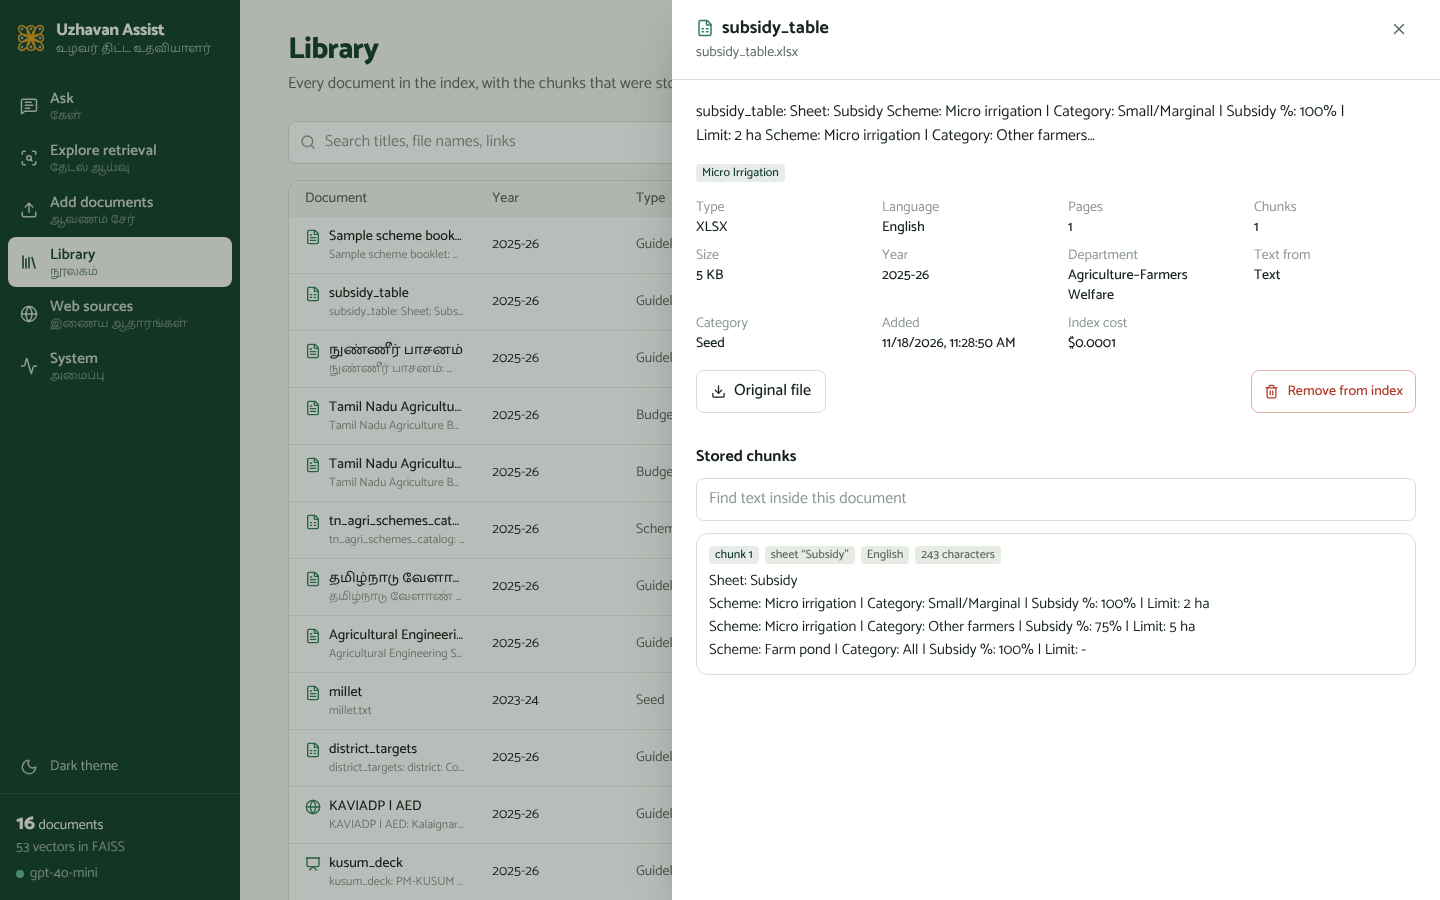 Uzhavan Assist
உழவர் திட்ட உதவியாளர்
Ask
கேள்
Explore retrieval
தேடல் ஆய்வு
Add documents
ஆவணம் சேர்
Library
நூலகம்
Web sources
இணைய ஆதாரங்கள்
System
அமைப்பு
Dark theme
16 documents
53 vectors in FAISS
gpt-4o-mini
Library
Every document in the index, with the chunks that were sto
Search titles, file names, links
Document Year Type
Sample scheme book... 2025-26 Guidel
Sample scheme booklet: ...
subsidy_table 2025-26 Guidel
subsidy_table: Sheet: Subs...
நுண்ணீர் பாசனம் 2025-26 Guidel
நுண்ணீர் பாசனம்: ...
Tamil Nadu Agricultu... 2025-26 Budge
Tamil Nadu Agriculture B...
Tamil Nadu Agricultu... 2025-26 Budge
Tamil Nadu Agriculture B...
tn_agri_schemes_cat... 2025-26 Schem
tn_agri_schemes_catalog: ...
தமிழ்நாடு வேளா... 2025-26 Guidel
தமிழ்நாடு வேளாண் ...
Agricultural Engineeri... 2025-26 Guidel
Agricultural Engineering S...
millet 2023-24 Seed
millet.txt
district_targets 2025-26 Guidel
district_targets: district: Co...
KAVIADP | AED 2025-26 Guidel
KAVIADP | AED: Kalaignar...
kusum_deck 2025-26 Guidel
kusum_deck: PM-KUSUM ...
subsidy_table
subsidy_table.xlsx
subsidy_table: Sheet: Subsidy Scheme: Micro irrigation | Category: Small/Marginal | Subsidy %: 100% |
Limit: 2 ha Scheme: Micro irrigation | Category: Other farmers...
Micro Irrigation
Type Language Pages Chunks
XLSX English 1 1
Size Year Department Text from
5 KB 2025-26 Agriculture–Farmers Text
Welfare
Category Added Index cost
Seed 11/18/2026, 11:28:50 AM $0.0001
Original file Remove from index
Stored chunks
Find text inside this document
chunk 1 sheet “Subsidy” English 243 characters
Sheet: Subsidy
Scheme: Micro irrigation | Category: Small/Marginal | Subsidy %: 100% | Limit: 2 ha
Scheme: Micro irrigation | Category: Other farmers | Subsidy %: 75% | Limit: 5 ha
Scheme: Farm pond | Category: All | Subsidy %: 100% | Limit: -